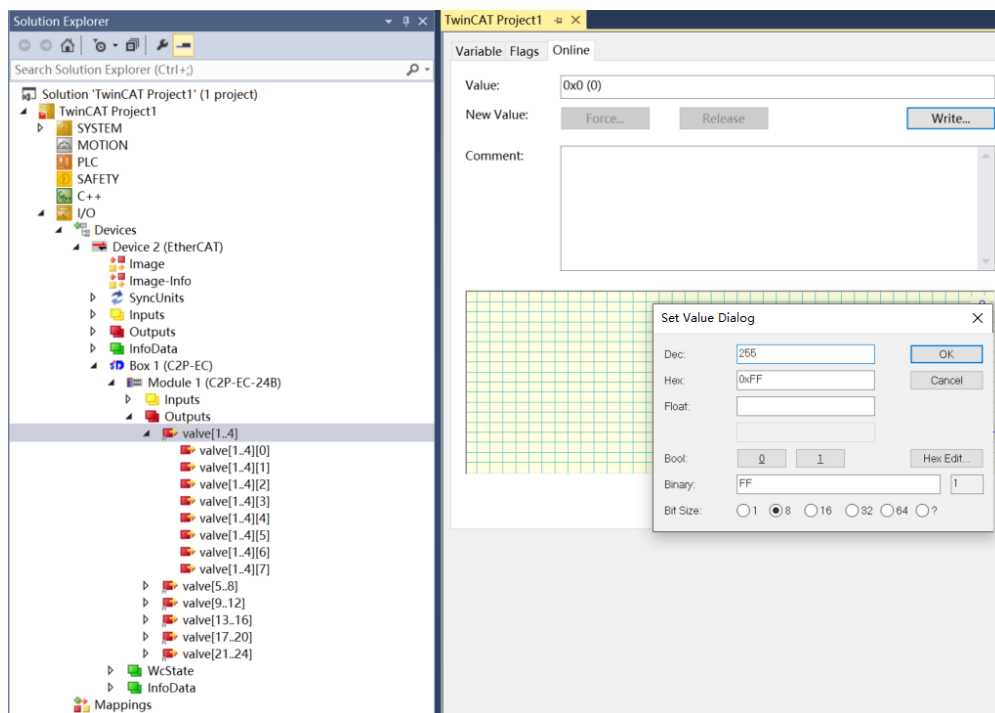 Solution Explorer
Search Solution Explorer (Ctrl+;)
Solution 'TwinCAT Project1' (1 project)
TwinCAT Project1
SYSTEM
MOTION
PLC
SAFETY
C++
I/O
Devices
Device 2 (EtherCAT)
Image
Image-Info
SyncUnits
Inputs
Outputs
InfoData
Box 1 (C2P-EC)
Module 1 (C2P-EC-24B)
Inputs
Outputs
valve[1..4]
valve[1..4][0]
valve[1..4][1]
valve[1..4][2]
valve[1..4][3]
valve[1..4][4]
valve[1..4][5]
valve[1..4][6]
valve[1..4][7]
valve[5..8]
valve[9..12]
valve[13..16]
valve[17..20]
valve[21..24]
WcState
InfoData
Mappings
TwinCAT Project1
Variable Flags Online
Value: 0x0 (0)
New Value: Force... Release Write...
Comment:
Set Value Dialog
Dec: 255 OK
Hex: 0xFF Cancel
Float:
Bool: 0 1 Hex Edit...
Binary: FF 1
Bit Size: 1 8 16 32 64 ?